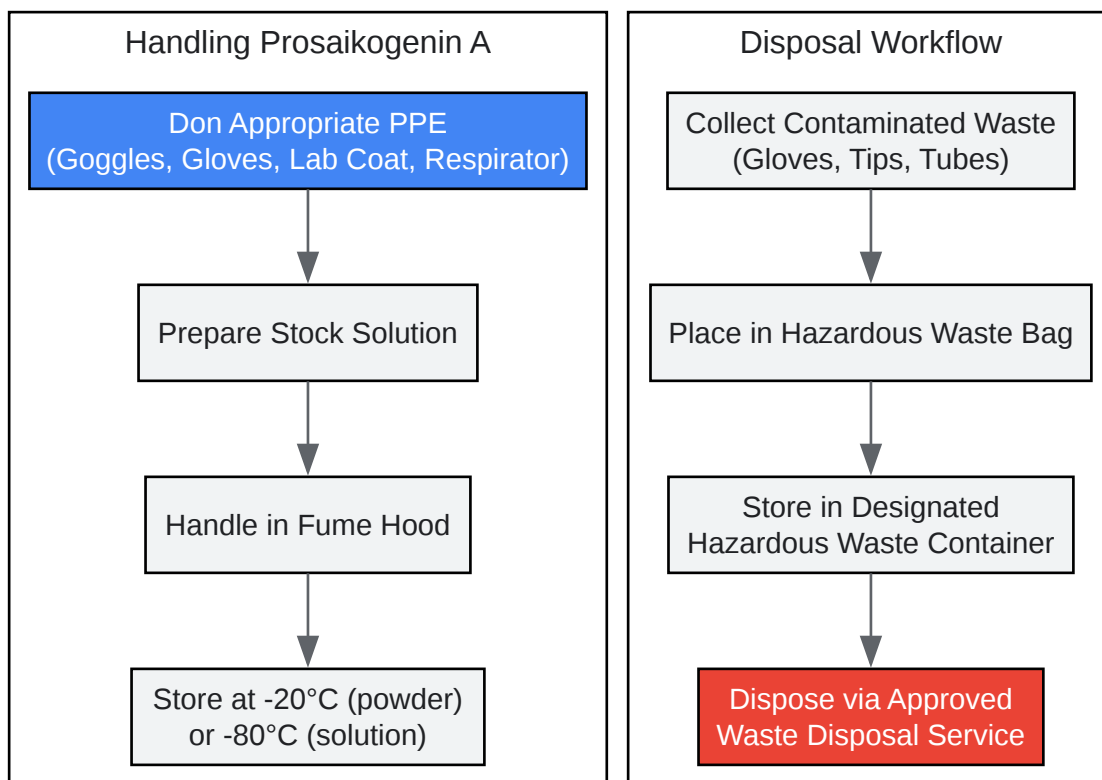 Handling Prosaikogenin A
Don Appropriate PPE
(Goggles, Gloves, Lab Coat, Respirator)
Prepare Stock Solution
Handle in Fume Hood
Store at -20°C (powder)
or -80°C (solution)
Disposal Workflow
Collect Contaminated Waste
(Gloves, Tips, Tubes)
Place in Hazardous Waste Bag
Store in Designated
Hazardous Waste Container
Dispose via Approved
Waste Disposal Service